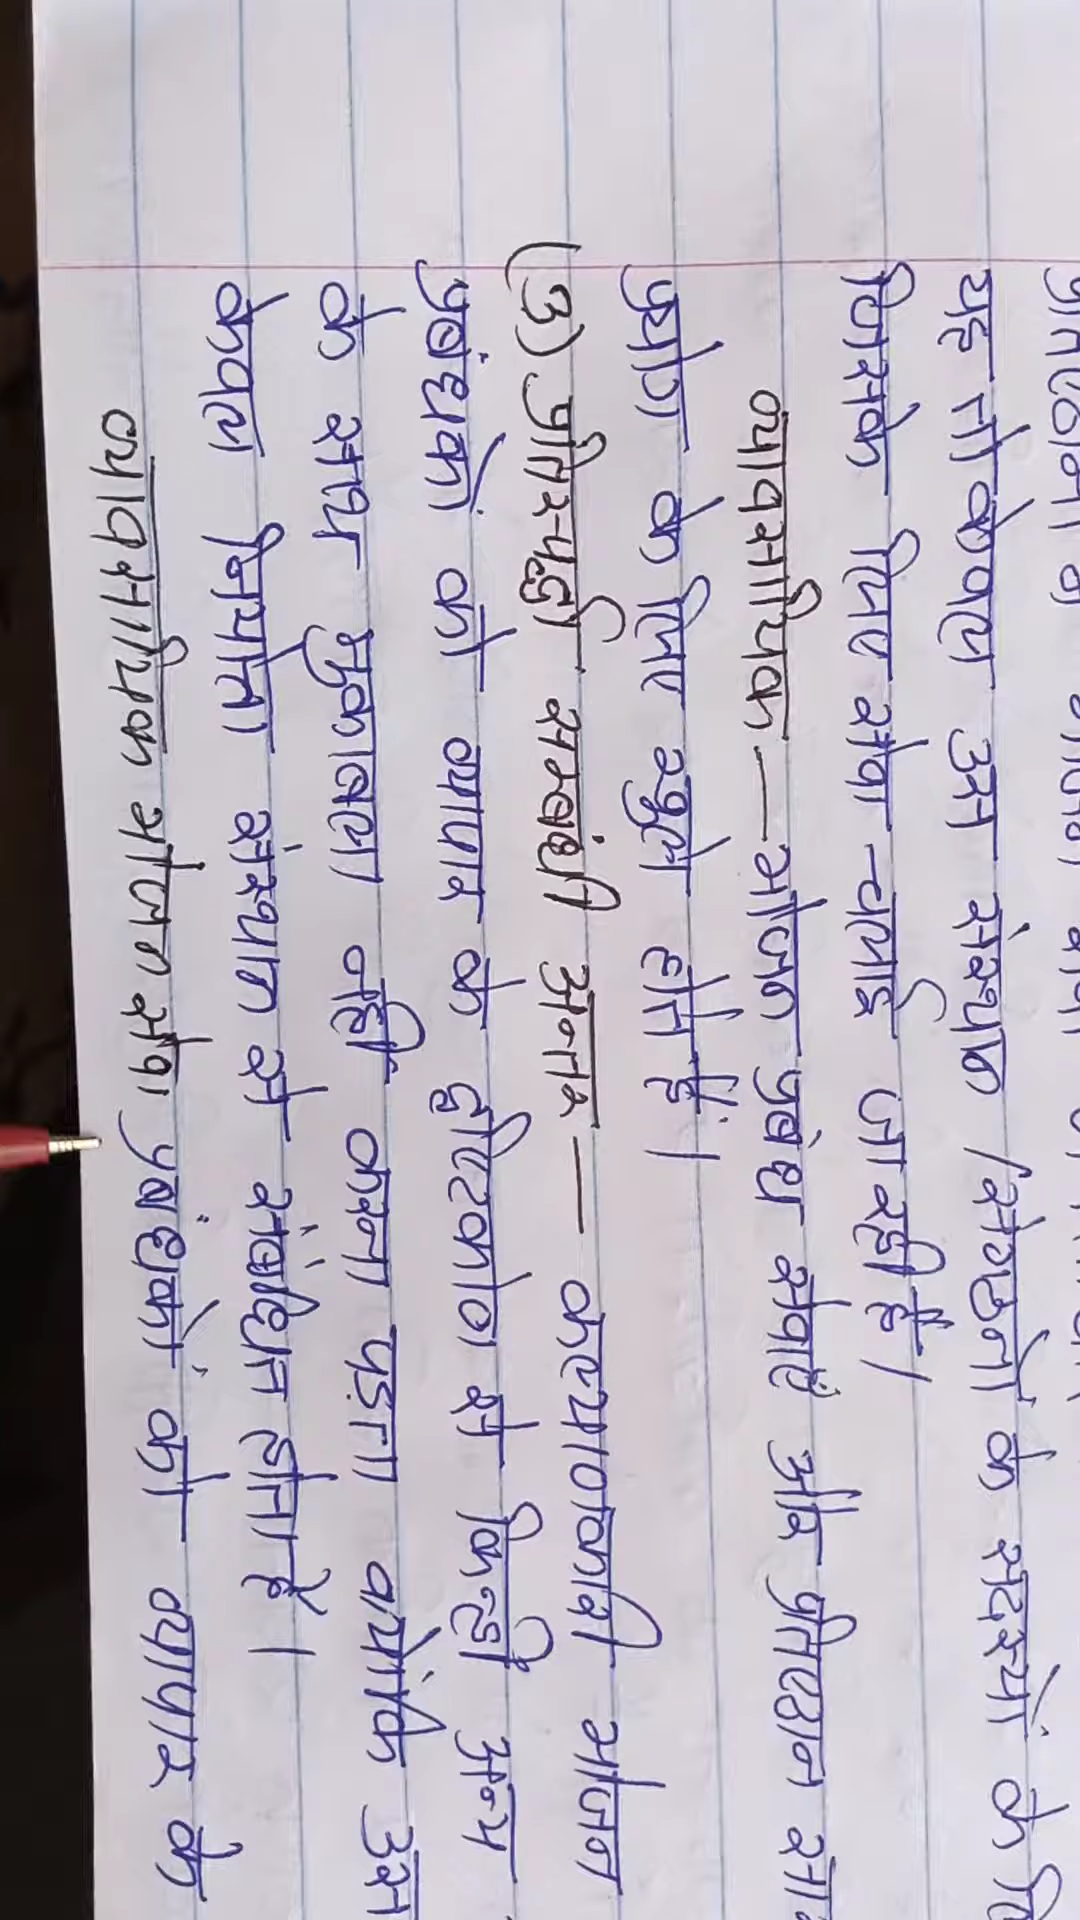 यह तो केवल उस संस्थान / संगठनों के सदस्यों के लि
जिसके लिए सेवा चलाई जा रही है।
व्यावसायिक — भोजन प्रबंध सेवाएं और प्रतिष्ठान
प्रयोग के लिए खुले होते हैं।
(3) प्रतिस्पर्द्धा सम्बंधी अन्तर — कल्याणकारी भोजन
प्रबंधकों को व्यापार के दृष्टिकोण से किन्हीं अन्य
के साथ मुकाबला नहीं करना पड़ता क्योंकि उस
केवल नियोक्ता संस्थान से संबंधित होता है।
व्यावसायिक भोजन सेवा प्रबंधकों को व्यापार के